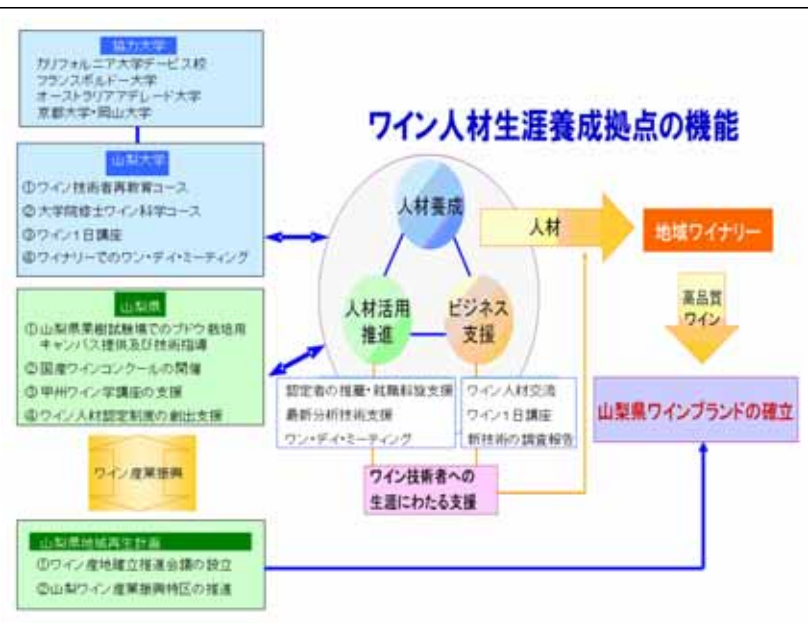 協力大学
カリフォルニア大学デービス校
フランスボルドー大学
オーストラリアアデレード大学
京都大学・岡山大学
山梨大学
①ワイン技術者再教育コース
②大学院修士ワイン科学コース
③ワイン1日講座
④ワイナリーでのワン・デイ・ミーティング
山梨県
①山梨県果樹試験場でのブドウ栽培用
キャンパス提供及び技術指導
②国産ワインコンクールの開催
③甲州ワイン学講座の支援
④ワイン人材認定制度の創出支援
ワイン産業振興
山梨県地域再生計画
①ワイン産地確立推進会議の設立
②山梨ワイン産業振興特区の推進
ワイン人材生涯養成拠点の機能
人材養成
人材活用
推進
ビジネス
支援
認定者の推薦・就職斡旋支援
最新分析技術支援
ワン・デイ・ミーティング
ワイン人材交流
ワイン1日講座
新技術の調査報告
ワイン技術者への
生涯にわたる支援
人材
地域ワイナリー
高品質
ワイン
山梨県ワインブランドの確立